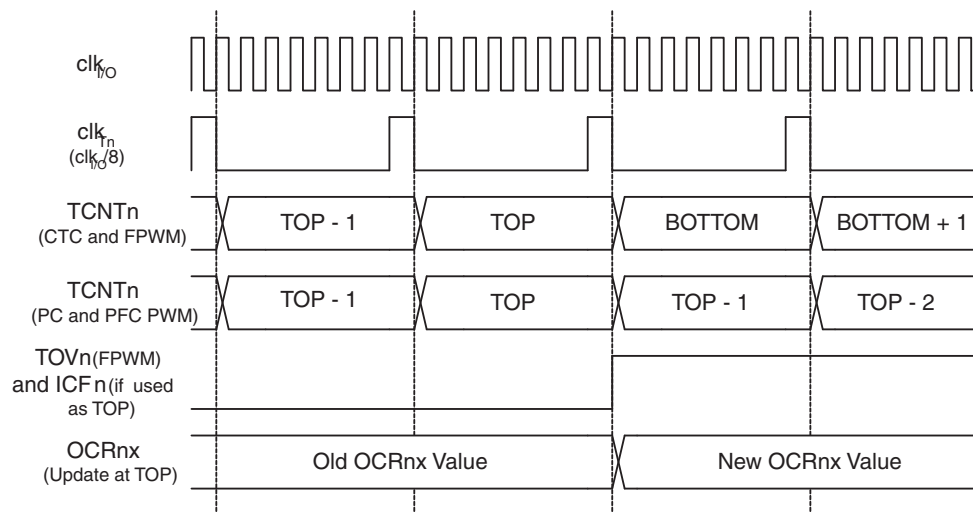 clkI/O
clkTn
(clkI/O/8)
TCNTn
(CTC and FPWM)
TOP - 1
TOP
BOTTOM
BOTTOM + 1
TCNTn
(PC and PFC PWM)
TOP - 1
TOP
TOP - 1
TOP - 2
TOVn(FPWM)
and ICFn(if used
as TOP)
OCRnx
(Update at TOP)
Old OCRnx Value
New OCRnx Value